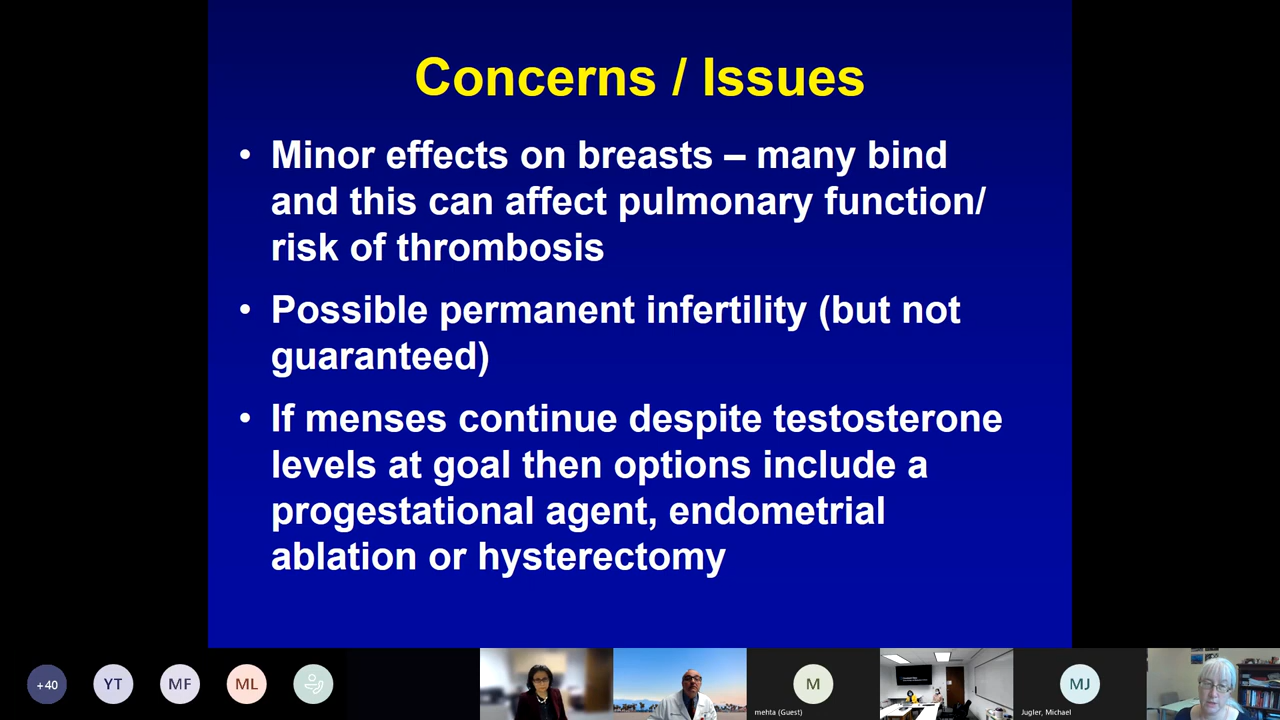 Concerns / Issues
• Minor effects on breasts – many bind
and this can affect pulmonary function/
risk of thrombosis
• Possible permanent infertility (but not
guaranteed)
• If menses continue despite testosterone
levels at goal then options include a
progestational agent, endometrial
ablation or hysterectomy
+40
YT
MF
ML
M
mehta (Guest)
MJ
Jugler, Michael